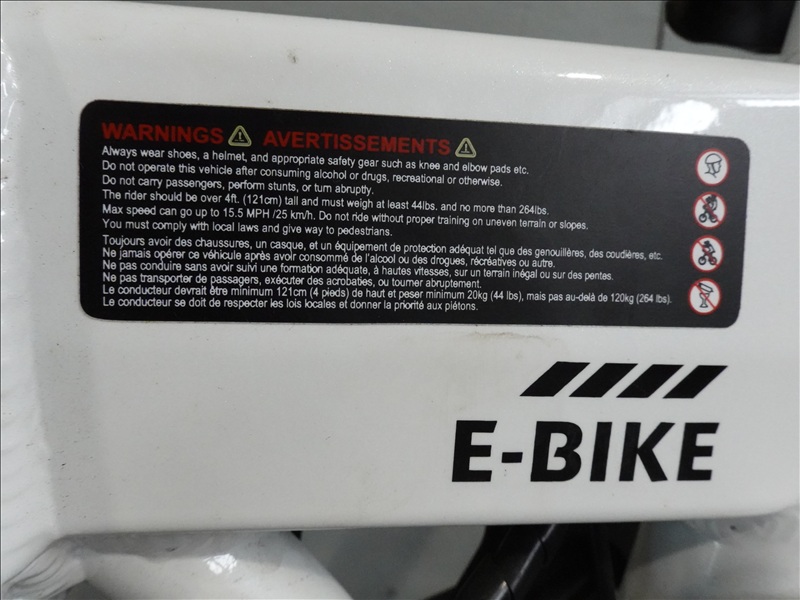 WARNINGS AVERTISSEMENTS
Always wear shoes, a helmet, and appropriate safety gear such as knee and elbow pads etc.
Do not operate this vehicle after consuming alcohol or drugs, recreational or otherwise.
Do not carry passengers, perform stunts, or turn abruptly.
The rider should be over 4ft. (121cm) tall and must weigh at least 44lbs. and no more than 264lbs.
Max speed can go up to 15.5 MPH /25 km/h. Do not ride without proper training on uneven terrain or slopes.
You must comply with local laws and give way to pedestrians.
Toujours avoir des chaussures, un casque, et un équipement de protection adéquat tel que des genouillères, des coudières, etc.
Ne jamais opérer ce véhicule après avoir consommé de l'alcool ou des drogues, récréatives ou autre.
Ne pas conduire sans avoir suivi une formation adéquate, à hautes vitesses, sur un terrain inégal ou sur des pentes.
Ne pas transporter de passagers, exécuter des acrobaties, ou tourner abruptement.
Le conducteur devrait être minimum 121cm (4 pieds) de haut et peser minimum 20kg (44 lbs), mais pas au-delà de 120kg (264 lbs).
Le conducteur se doit de respecter les lois locales et donner la priorité aux piétons.
E-BIKE